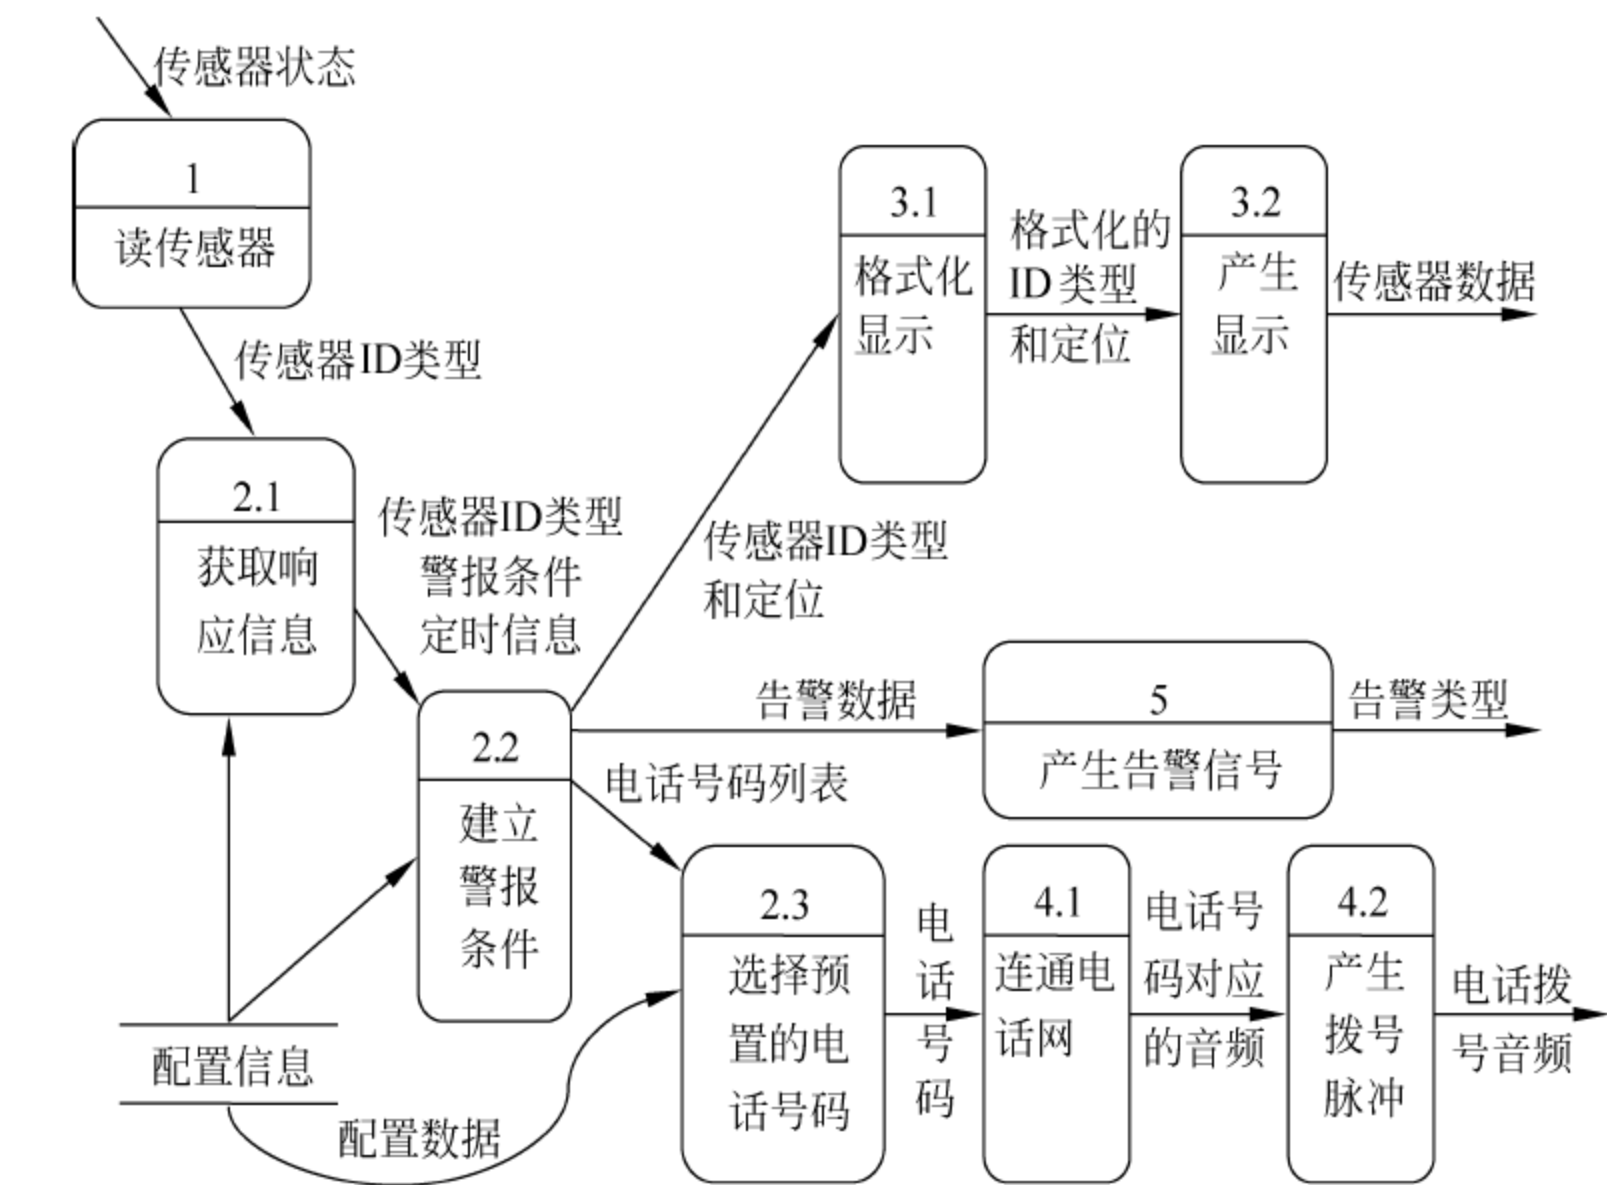 传感器状态
1
读传感器
传感器ID类型
2.1
获取响
应信息
传感器ID类型
警报条件
定时信息
2.2
建立
警报
条件
配置信息
配置数据
传感器ID类型
和定位
3.1
格式化
显示
格式化的
ID类型
和定位
3.2
产生
显示
传感器数据
告警数据
5
产生告警信号
告警类型
电话号码列表
2.3
选择预
置的电
话号码
电
话
号
码
4.1
连通电
话网
电话号
码对应
的音频
4.2
产生
拨号
脉冲
电话拨
号音频